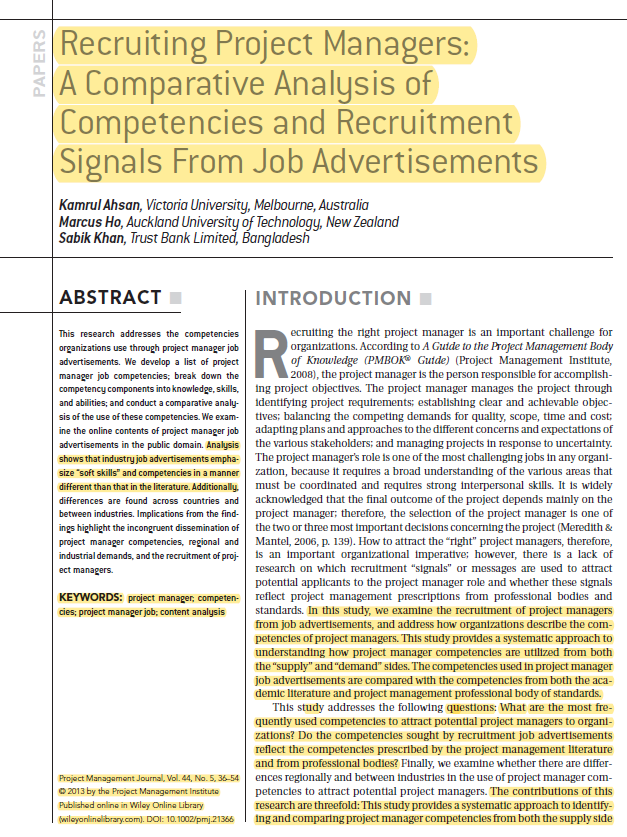 PAPERS
Recruiting Project Managers:
A Comparative Analysis of
Competencies and Recruitment
Signals From Job Advertisements
Kamrul Ahsan, Victoria University, Melbourne, Australia
Marcus Ho, Auckland University of Technology, New Zealand
Sabik Khan, Trust Bank Limited, Bangladesh
ABSTRACT
This research addresses the competencies
organizations use through project manager job
advertisements. We develop a list of project
manager job competencies; break down the
competency components into knowledge, skills,
and abilities; and conduct a comparative analy-
sis of the use of these competencies. We exam-
ine the online contents of project manager job
advertisements in the public domain. Analysis
shows that industry job advertisements empha-
size "soft skills" and competencies in a manner
different than that in the literature. Additionally,
differences are found across countries and
between industries. Implications from the find-
ings highlight the incongruent dissemination of
project manager competencies, regional and
industrial demands, and the recruitment of proj-
ect managers.
KEYWORDS: project manager; competen-
cies; project manager job; content analysis
Project Management Journal, Vol. 44, No. 5, 36–54
© 2013 by the Project Management Institute
Published online in Wiley Online Library
(wileyonlinelibrary.com). DOI: 10.1002/pmj.21366
INTRODUCTION
Recruiting the right project manager is an important challenge for
organizations. According to A Guide to the Project Management Body
of Knowledge (PMBOK® Guide) (Project Management Institute,
2008), the project manager is the person responsible for accomplish-
ing project objectives. The project manager manages the project through
identifying project requirements; establishing clear and achievable objec-
tives; balancing the competing demands for quality, scope, time and cost;
adapting plans and approaches to the different concerns and expectations of
the various stakeholders; and managing projects in response to uncertainty.
The project manager's role is one of the most challenging jobs in any organi-
zation, because it requires a broad understanding of the various areas that
must be coordinated and requires strong interpersonal skills. It is widely
acknowledged that the final outcome of the project depends mainly on the
project manager; therefore, the selection of the project manager is one of
the two or three most important decisions concerning the project (Meredith &
Mantel, 2006, p. 139). How to attract the "right" project managers, therefore,
is an important organizational imperative; however, there is a lack of
research on which recruitment "signals" or messages are used to attract
potential applicants to the project manager role and whether these signals
reflect project management prescriptions from professional bodies and
standards. In this study, we examine the recruitment of project managers
from job advertisements, and address how organizations describe the com-
petencies of project managers. This study provides a systematic approach to
understanding how project manager competencies are utilized from both
the "supply" and "demand" sides. The competencies used in project manager
job advertisements are compared with the competencies from both the aca-
demic literature and project management professional body of standards.
This study addresses the following questions: What are the most fre-
quently used competencies to attract potential project managers to organi-
zations? Do the competencies sought by recruitment job advertisements
reflect the competencies prescribed by the project management literature
and from professional bodies? Finally, we examine whether there are differ-
ences regionally and between industries in the use of project manager com-
petencies to attract potential project managers. The contributions of this
research are threefold: This study provides a systematic approach to identify-
ing and comparing project manager competencies from both the supply side